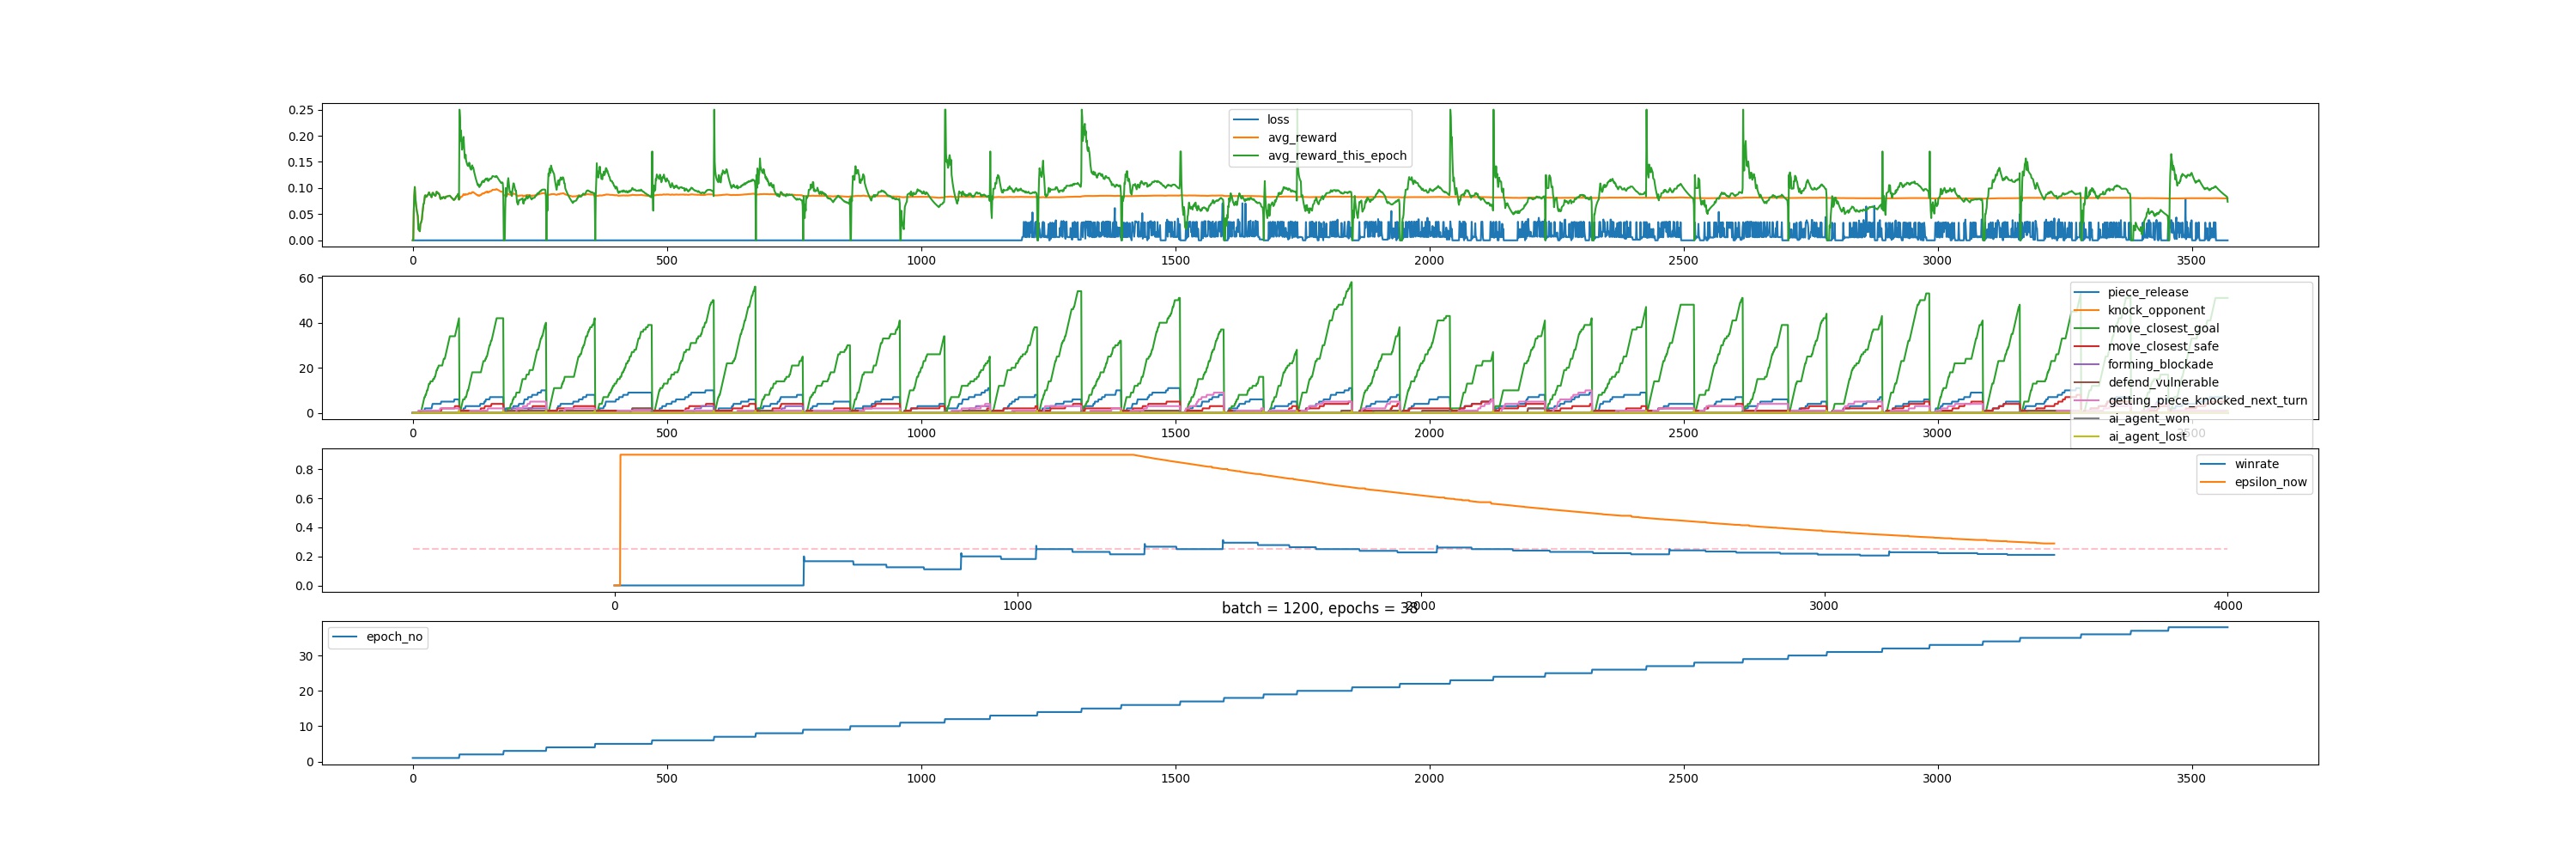 0.25
0.20
0.15
0.10
0.05
0.00
loss
avg_reward
avg_reward_this_epoch
0 500 1000 1500 2000 2500 3000 3500
60
40
20
0
piece_release
knock_opponent
move_closest_goal
move_closest_safe
forming_blockade
defend_vulnerable
getting_piece_knocked_next_turn
ai_agent_won
ai_agent_lost
0 500 1000 1500 2000 2500 3000 3500
0.8
0.6
0.4
0.2
0.0
winrate
epsilon_now
0 1000 2000 3000 4000
batch = 1200, epochs = 38
epoch_no
30
20
10
0
0 500 1000 1500 2000 2500 3000 3500